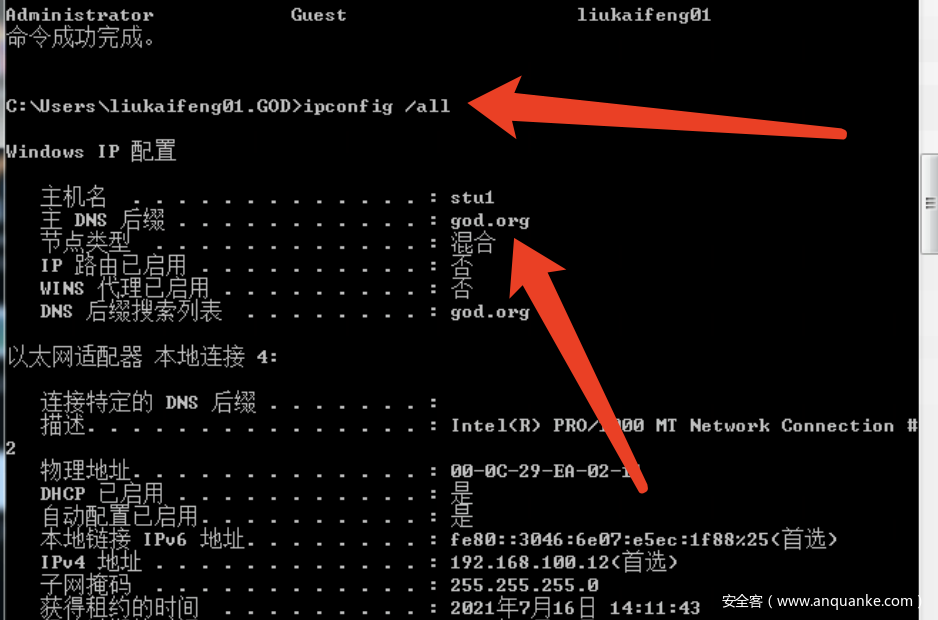 Administrator Guest liukaifeng01
命令成功完成。
C:\Users\liukaifeng01.GOD>ipconfig /all
Windows IP 配置
主机名 . . . . . . . . . . . . . : stu1
主 DNS 后缀 . . . . . . . . . . . : god.org
节点类型 . . . . . . . . . . . . : 混合
IP 路由已启用 . . . . . . . . . . : 否
WINS 代理已启用 . . . . . . . . . : 否
DNS 后缀搜索列表 . . . . . . . . : god.org
以太网适配器 本地连接 4:
连接特定的 DNS 后缀 . . . . . . . :
描述. . . . . . . . . . . . . . . : Intel(R) PRO/1000 MT Network Connection #
2
物理地址. . . . . . . . . . . . . : 00-0C-29-EA-02-
DHCP 已启用 . . . . . . . . . . . : 是
自动配置已启用. . . . . . . . . . : 是
本地链接 IPv6 地址. . . . . . . . : fe80::3046:6e07:e5ec:1f88%25(首选)
IPv4 地址 . . . . . . . . . . . . : 192.168.100.12(首选)
子网掩码 . . . . . . . . . . . . : 255.255.255.0
获得租约的时间 . . . . . . . . . : 2021年7月16日 14:11:43
安全客（www.anquanke.com）